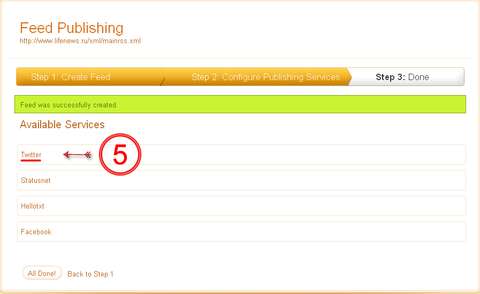 Feed Publishing
http://www.lifenews.ru/xml/mainrss.xml
Step 1: Create Feed
Step 2: Configure Publishing Services
Step 3: Done
Feed was successfully created.
Available Services
Twitter
5
Statusnet
Hellotxt
Facebook
All Done!
Back to Step 1